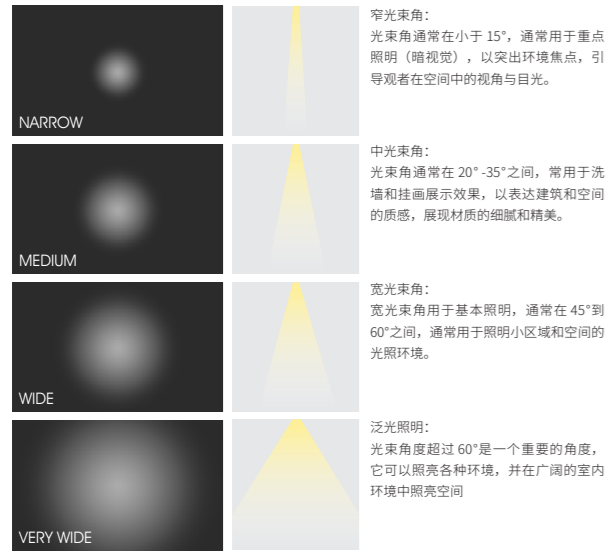 NARROW
窄光束角：
光束角通常在小于 15°，通常用于重点
照明（暗视觉），以突出环境焦点，引
导观者在空间中的视角与目光。
MEDIUM
中光束角：
光束角通常在 20° -35°之间，常用于洗
墙和挂画展示效果，以表达建筑和空间
的质感，展现材质的细腻和精美。
WIDE
宽光束角：
宽光束角用于基本照明，通常在 45°到
60°之间，通常用于照明小区域和空间的
光照环境。
VERY WIDE
泛光照明：
光束角度超过 60°是一个重要的角度，
它可以照亮各种环境，并在广阔的室内
环境中照亮空间